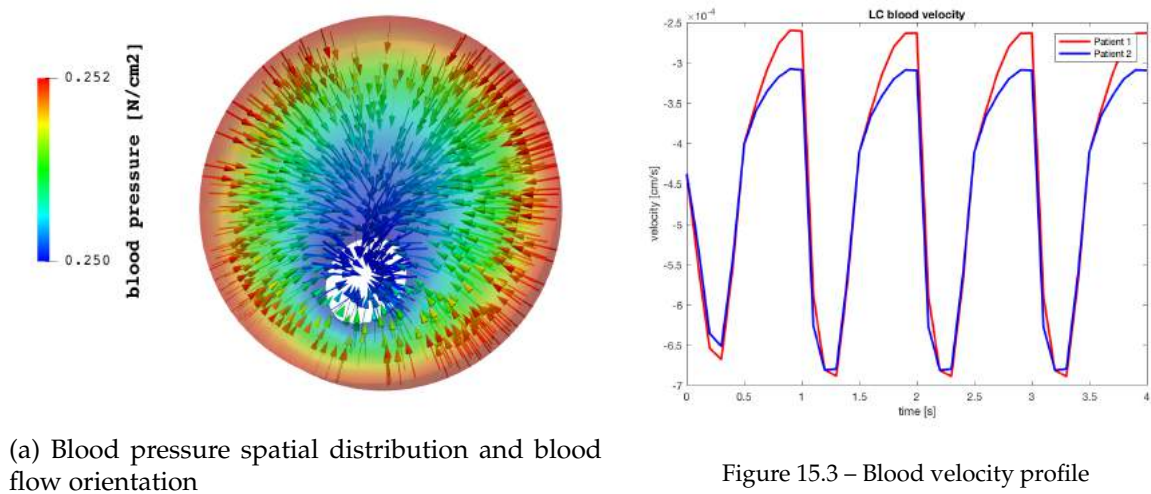 0.252
0.250
blood pressure [N/cm2]
(a) Blood pressure spatial distribution and blood
flow orientation
LC blood velocity
×10-4
-2.5
-3
-3.5
-4
-4.5
-5
-5.5
-6
-6.5
-7
velocity [cm/s]
Patient 1
Patient 2
0
0.5
1
1.5
2
2.5
3
3.5
4
time [s]
Figure 15.3 – Blood velocity profile